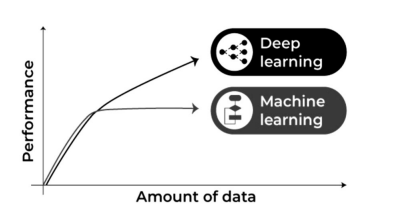 Deep
learning
Machine
learning
Performance
Amount of data